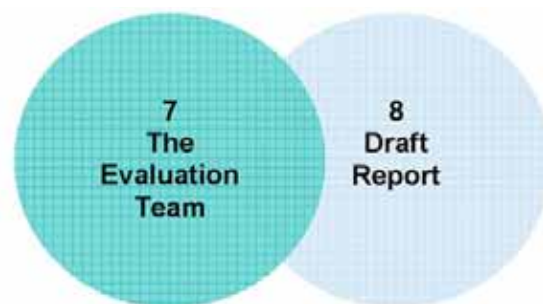 7
The
Evaluation
Team
8
Draft
Report